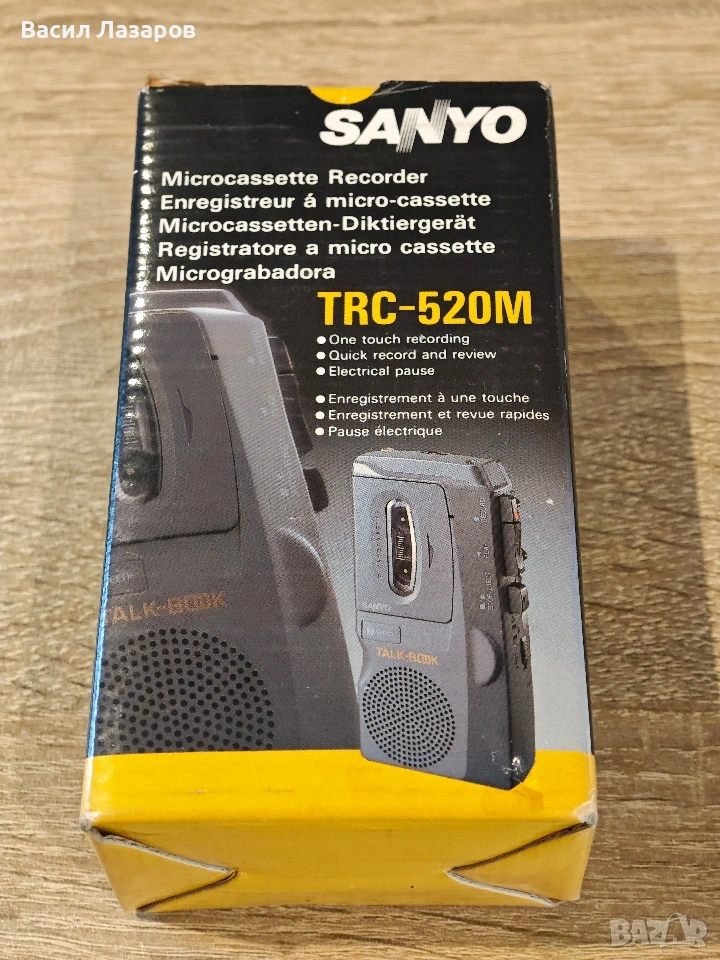 Васил Лазаров
SANYO
Microcassette Recorder
Enregistreur á micro-cassette
Microcassetten-Diktiergerät
Registratore a micro cassette
Micrograbadora
TRC-520M
● One touch recording
● Quick record and review
● Electrical pause
● Enregistrement à une touche
● Enregistrement et revue rapides
● Pause électrique
SANYO
TALK-BOOK
TALK-BOOK
BAZAR